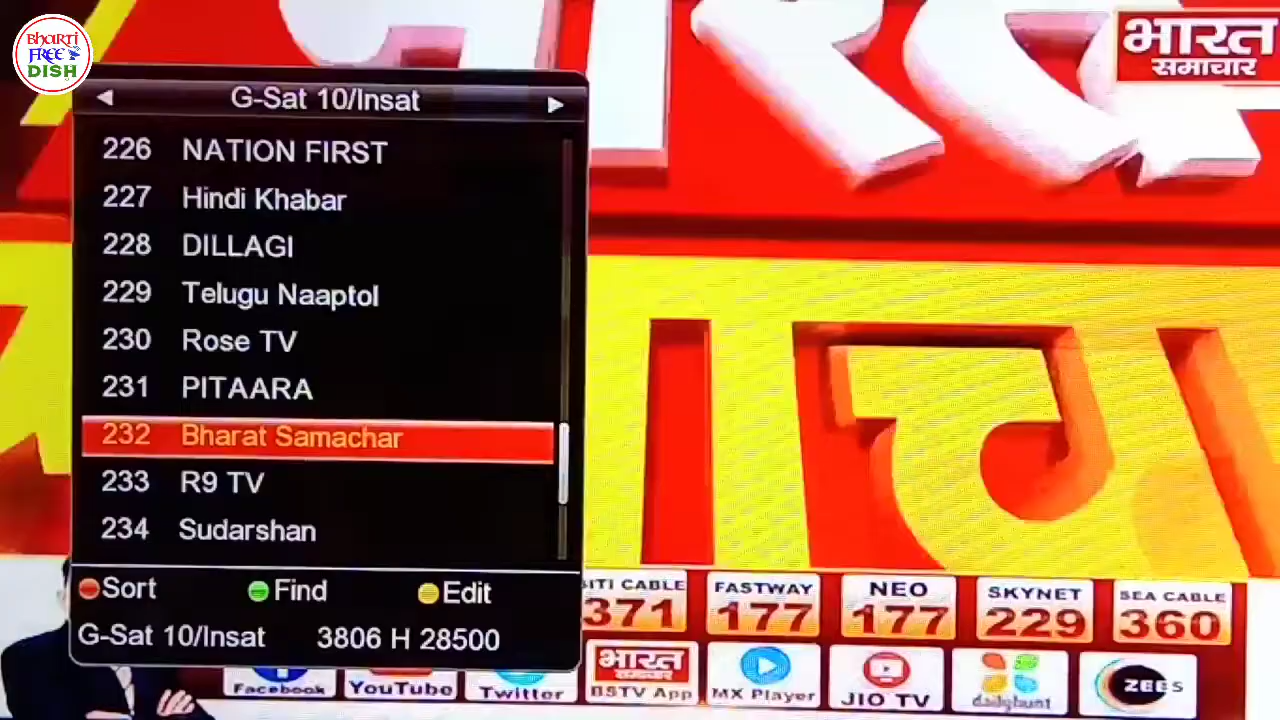 BHARTI
FREE
DISH
भारत
समाचार
G-Sat 10/Insat
226 NATION FIRST
227 Hindi Khabar
228 DILLAGI
229 Telugu Naaptol
230 Rose TV
231 PITAARA
232 Bharat Samachar
233 R9 TV
234 Sudarshan
Sort Find Edit
G-Sat 10/Insat 3806 H 28500
SITI CABLE
371
FASTWAY
177
NEO
177
SKYNET
229
SEA CABLE
360
Facebook
YouTube
Twitter
भारत
समाचार
BSTV App
MX Player
JIO TV
dailyhunt
ZEE5